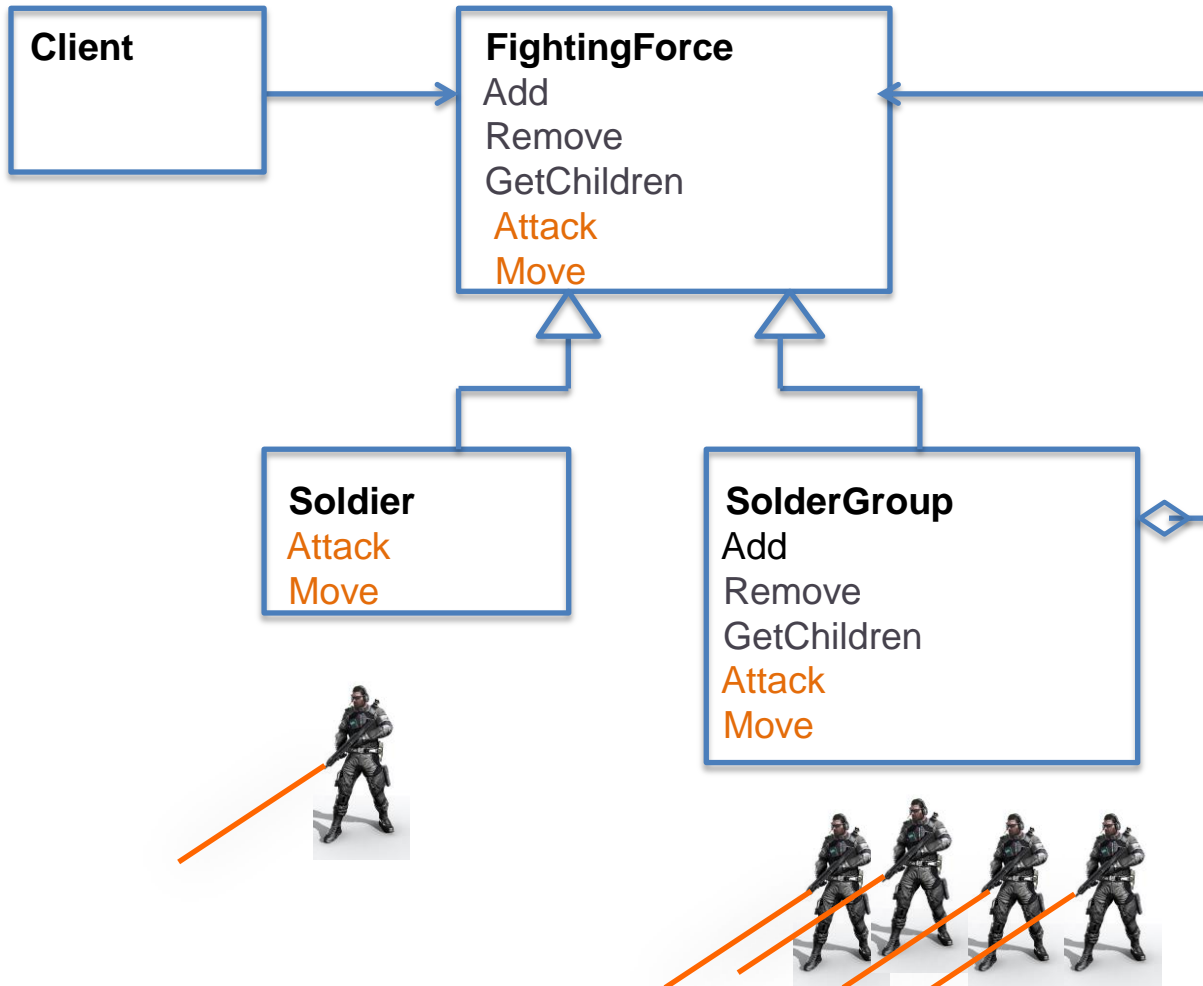 Client
FightingForce
Add
Remove
GetChildren
Attack
Move
Soldier
Attack
Move
SolderGroup
Add
Remove
GetChildren
Attack
Move